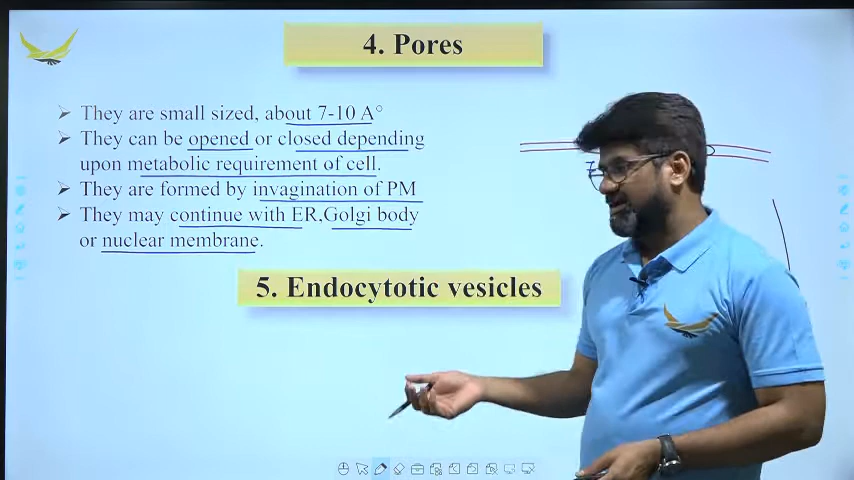 4. Pores
➢ They are small sized, about 7-10 A°
➢ They can be opened or closed depending
upon metabolic requirement of cell.
➢ They are formed by invagination of PM
➢ They may continue with ER,Golgi body
or nuclear membrane.
5. Endocytotic vesicles